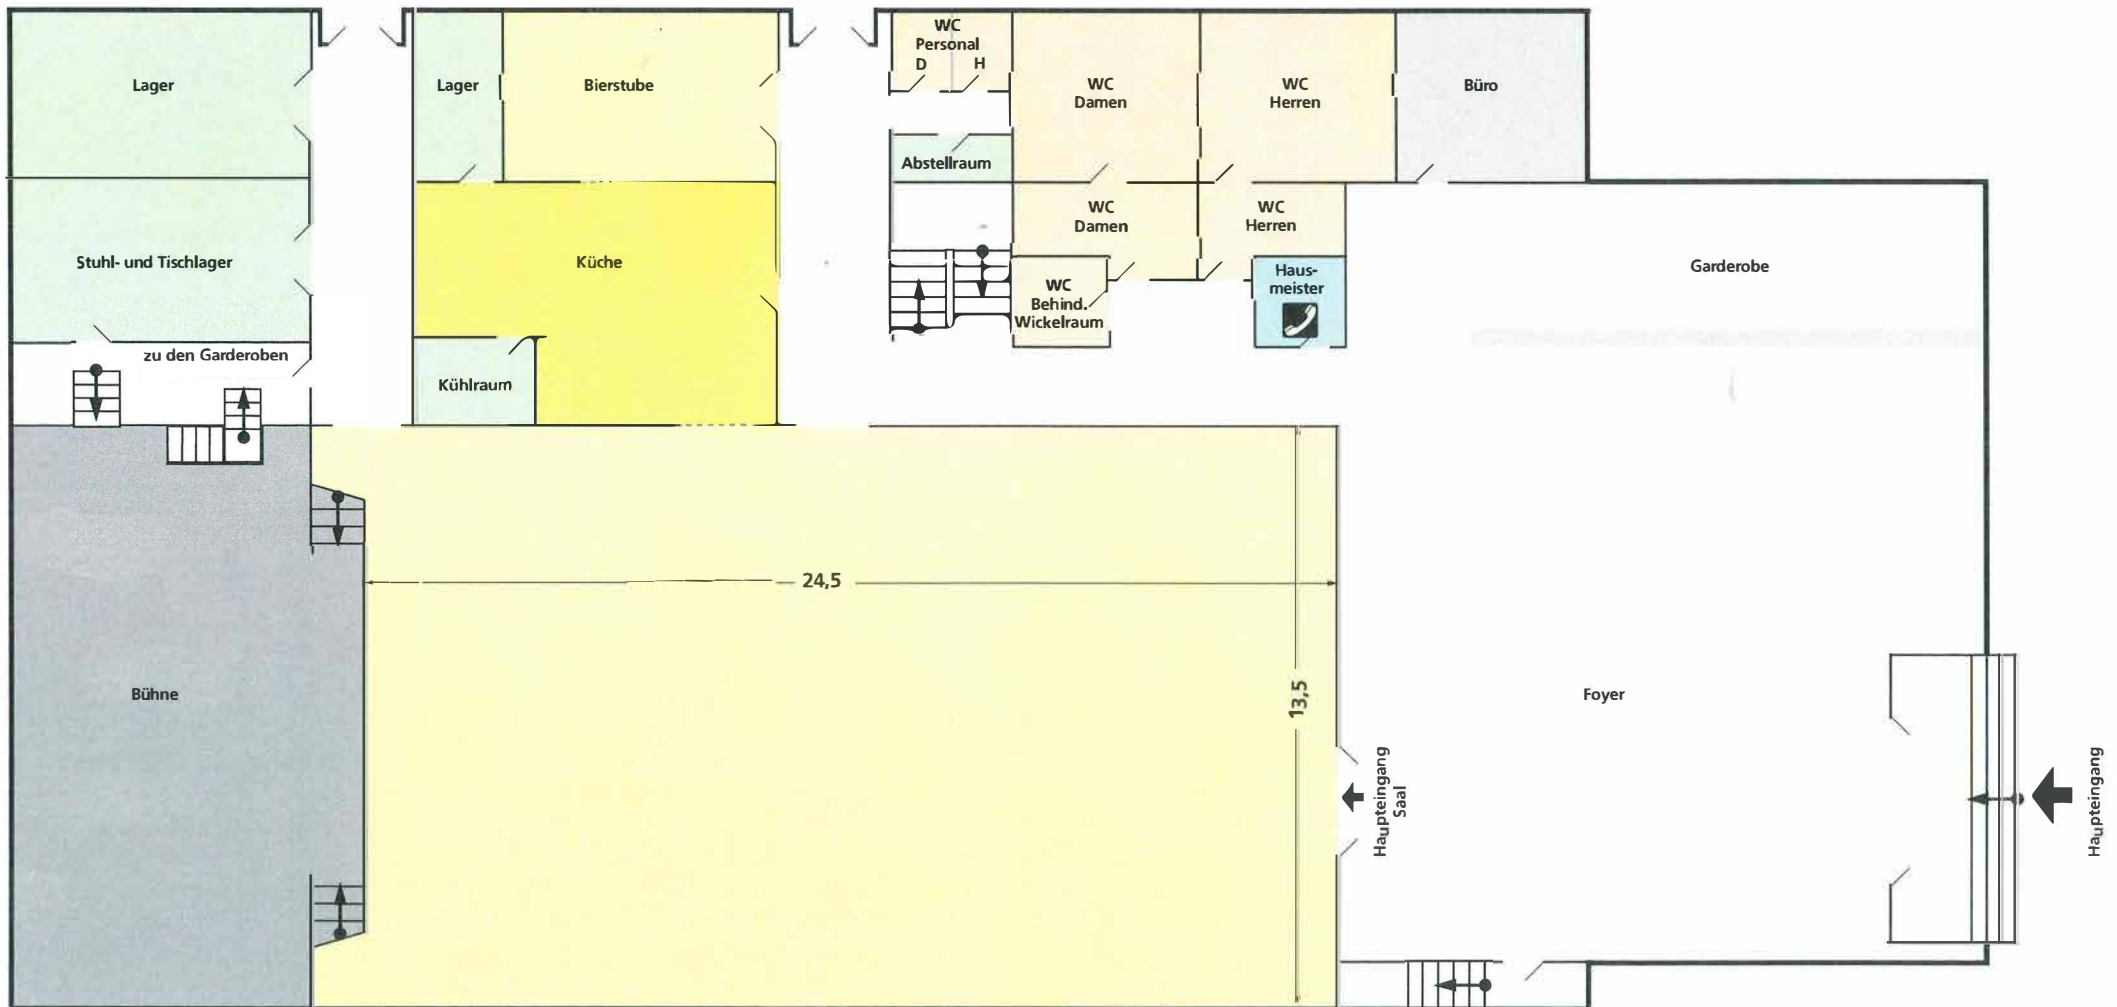 WC
Personal
D H
Lager
Lager
Bierstube
WC
Damen
WC
Herren
Büro
Abstellraum
WC
Damen
WC
Herren
Stuhl- und Tischlager
Küche
Garderobe
Haus-
meister
WC
Behind.
Wickelraum
zu den Garderoben
Kühlraum
24,5
13,5
Bühne
Foyer
Haupteingang
Saal
Haupteingang